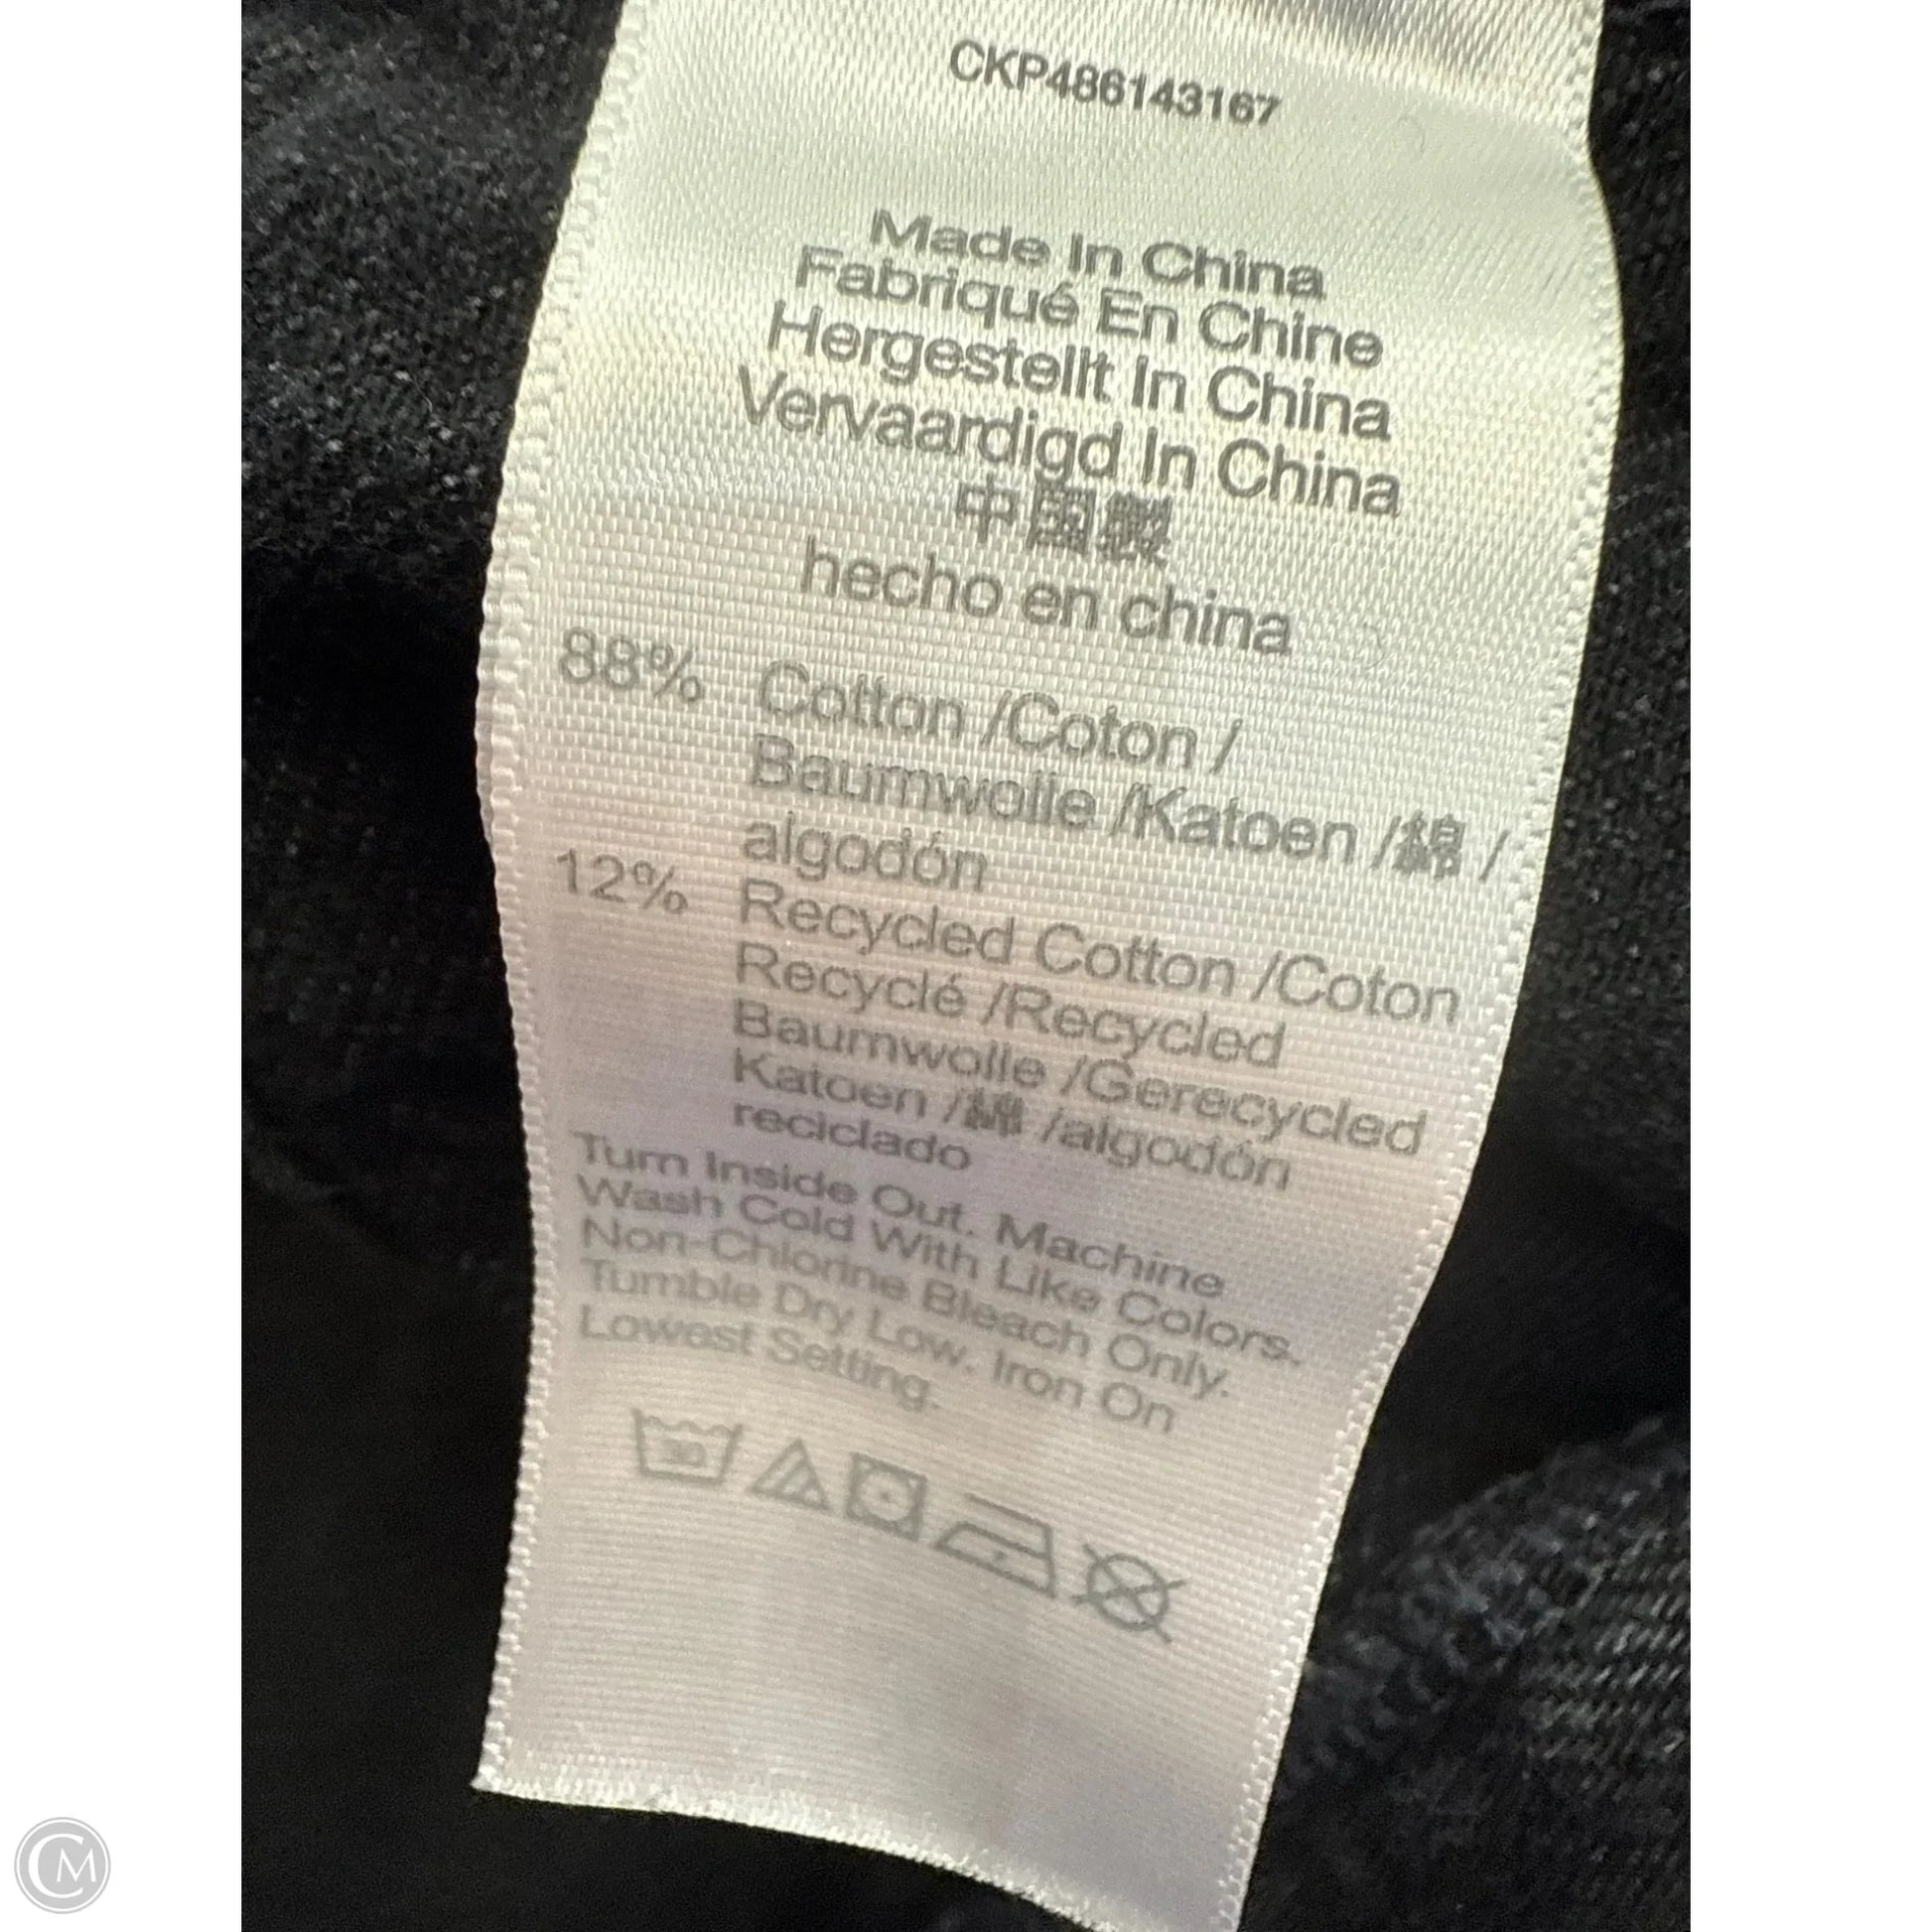 CKP486143167
Made In China
Fabriqué En Chine
Hergestellt In China
Vervaardigd In China
中國製
hecho en china
88% Cotton /Coton /
Baumwolle /Katoen /綿 /
algodón
12% Recycled Cotton /Coton
Recyclé /Recycled
Baumwolle /Gerecycled
Katoen /綿 /algodón
reciclado
Turn Inside Out. Machine
Wash Cold With Like Colors.
Non-Chlorine Bleach Only.
Tumble Dry Low. Iron On
Lowest Setting.
30
CM